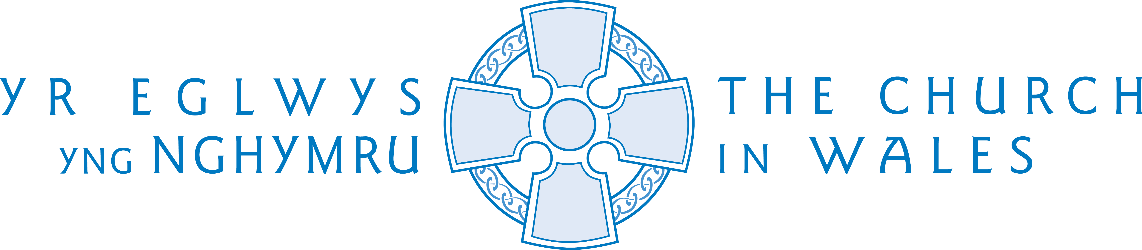 YR EGLWYS
YNG NGHYMRU
THE CHURCH
IN WALES